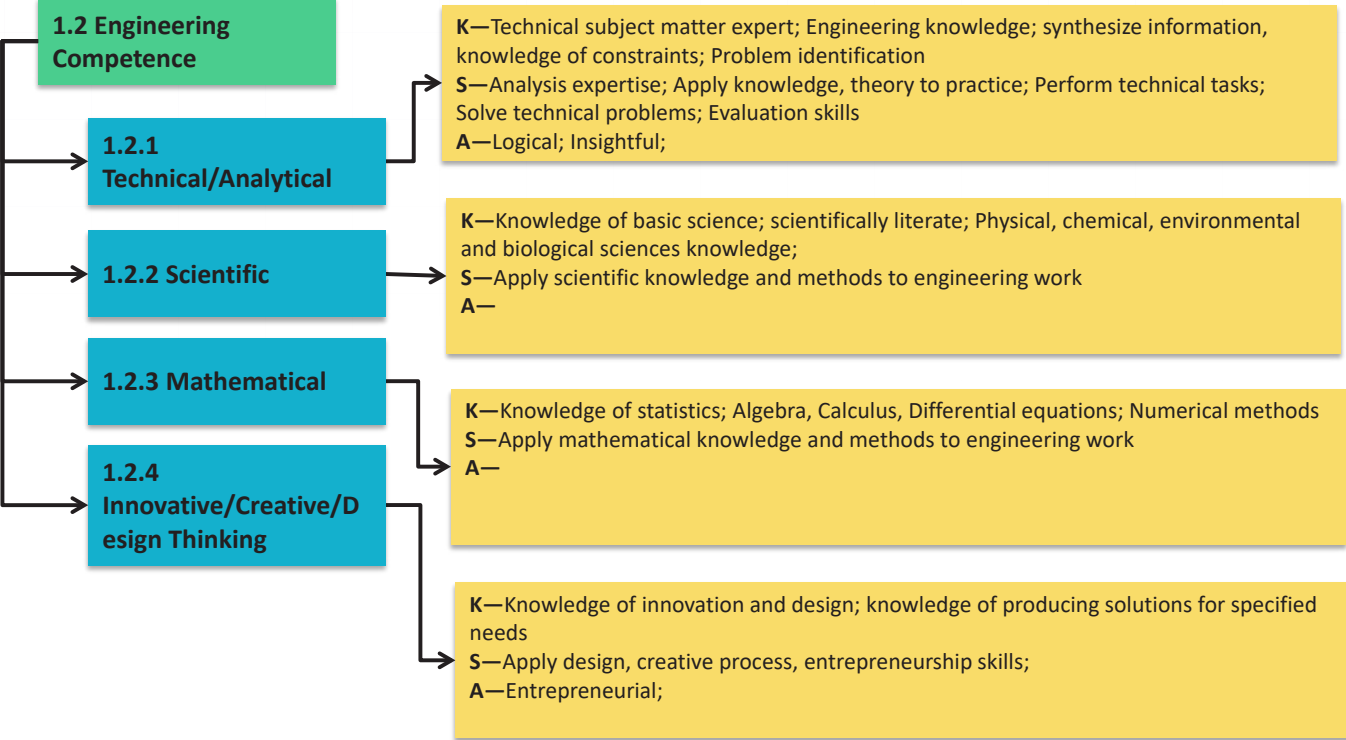 1.2 Engineering
Competence
K—Technical subject matter expert; Engineering knowledge; synthesize information,
knowledge of constraints; Problem identification
S—Analysis expertise; Apply knowledge, theory to practice; Perform technical tasks;
Solve technical problems; Evaluation skills
A—Logical; Insightful;
1.2.1
Technical/Analytical
K—Knowledge of basic science; scientifically literate; Physical, chemical, environmental
and biological sciences knowledge;
S—Apply scientific knowledge and methods to engineering work
A—
1.2.2 Scientific
1.2.3 Mathematical
K—Knowledge of statistics; Algebra, Calculus, Differential equations; Numerical methods
S—Apply mathematical knowledge and methods to engineering work
A—
1.2.4
Innovative/Creative/D
esign Thinking
K—Knowledge of innovation and design; knowledge of producing solutions for specified
needs
S—Apply design, creative process, entrepreneurship skills;
A—Entrepreneurial;